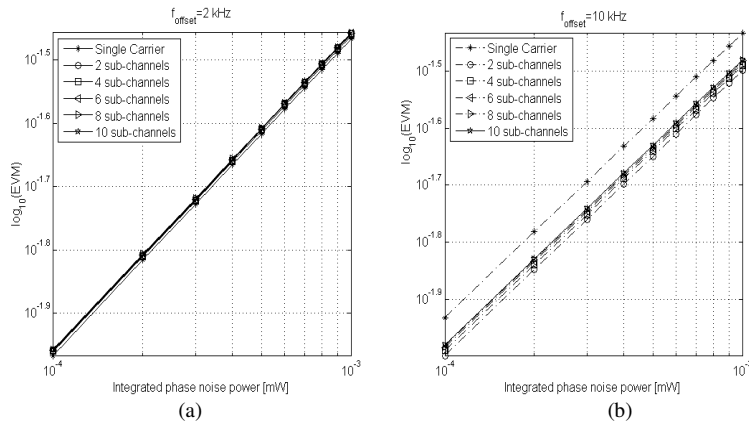 f_offset=2 kHz
Single Carrier
2 sub-channels
4 sub-channels
6 sub-channels
8 sub-channels
10 sub-channels
log10(EVM)
10^-1.5
10^-1.6
10^-1.7
10^-1.8
10^-1.9
10^-4
10^-3
Integrated phase noise power [mW]
(a)
f_offset=10 kHz
Single Carrier
2 sub-channels
4 sub-channels
6 sub-channels
8 sub-channels
10 sub-channels
log10(EVM)
10^-1.5
10^-1.6
10^-1.7
10^-1.8
10^-1.9
10^-4
Integrated phase noise power [mW]
(b)